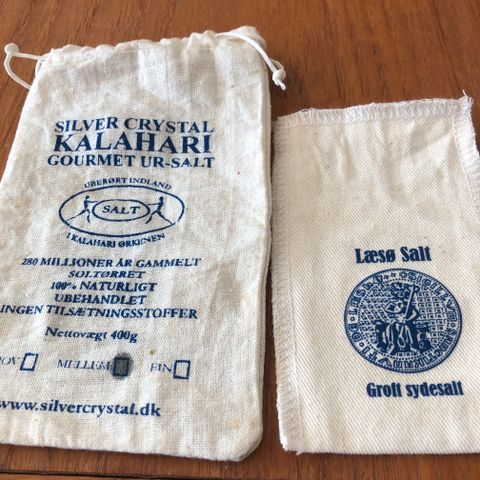 SILVER CRYSTAL
KALAHARI
GOURMET UR-SALT
UBERØRT INDLAND
SALT
I KALAHARI ØRKENEN
280 MILLIONER ÅR GAMMELT
SOLTØRRET
100% NATURLIGT
UBEHANDLET
INGEN TILSÆTNINGSSTOFFER
Nettovægt 400g
MELLUM FIN
www.silvercrystal.dk
Læsø Salt
Groft sydesalt